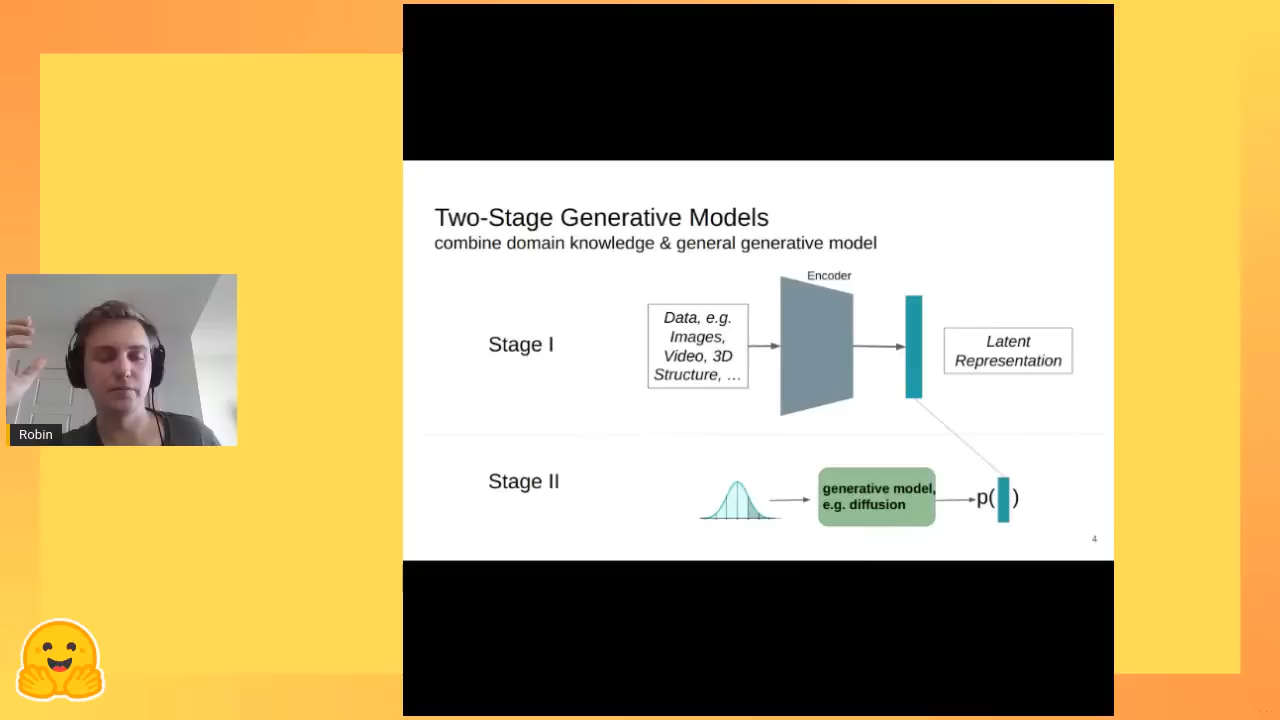 Two-Stage Generative Models
combine domain knowledge & general generative model
Encoder
Stage I
Data, e.g.
Images,
Video, 3D
Structure, …
Latent
Representation
Robin
Stage II
generative model,
e.g. diffusion
p( )
4